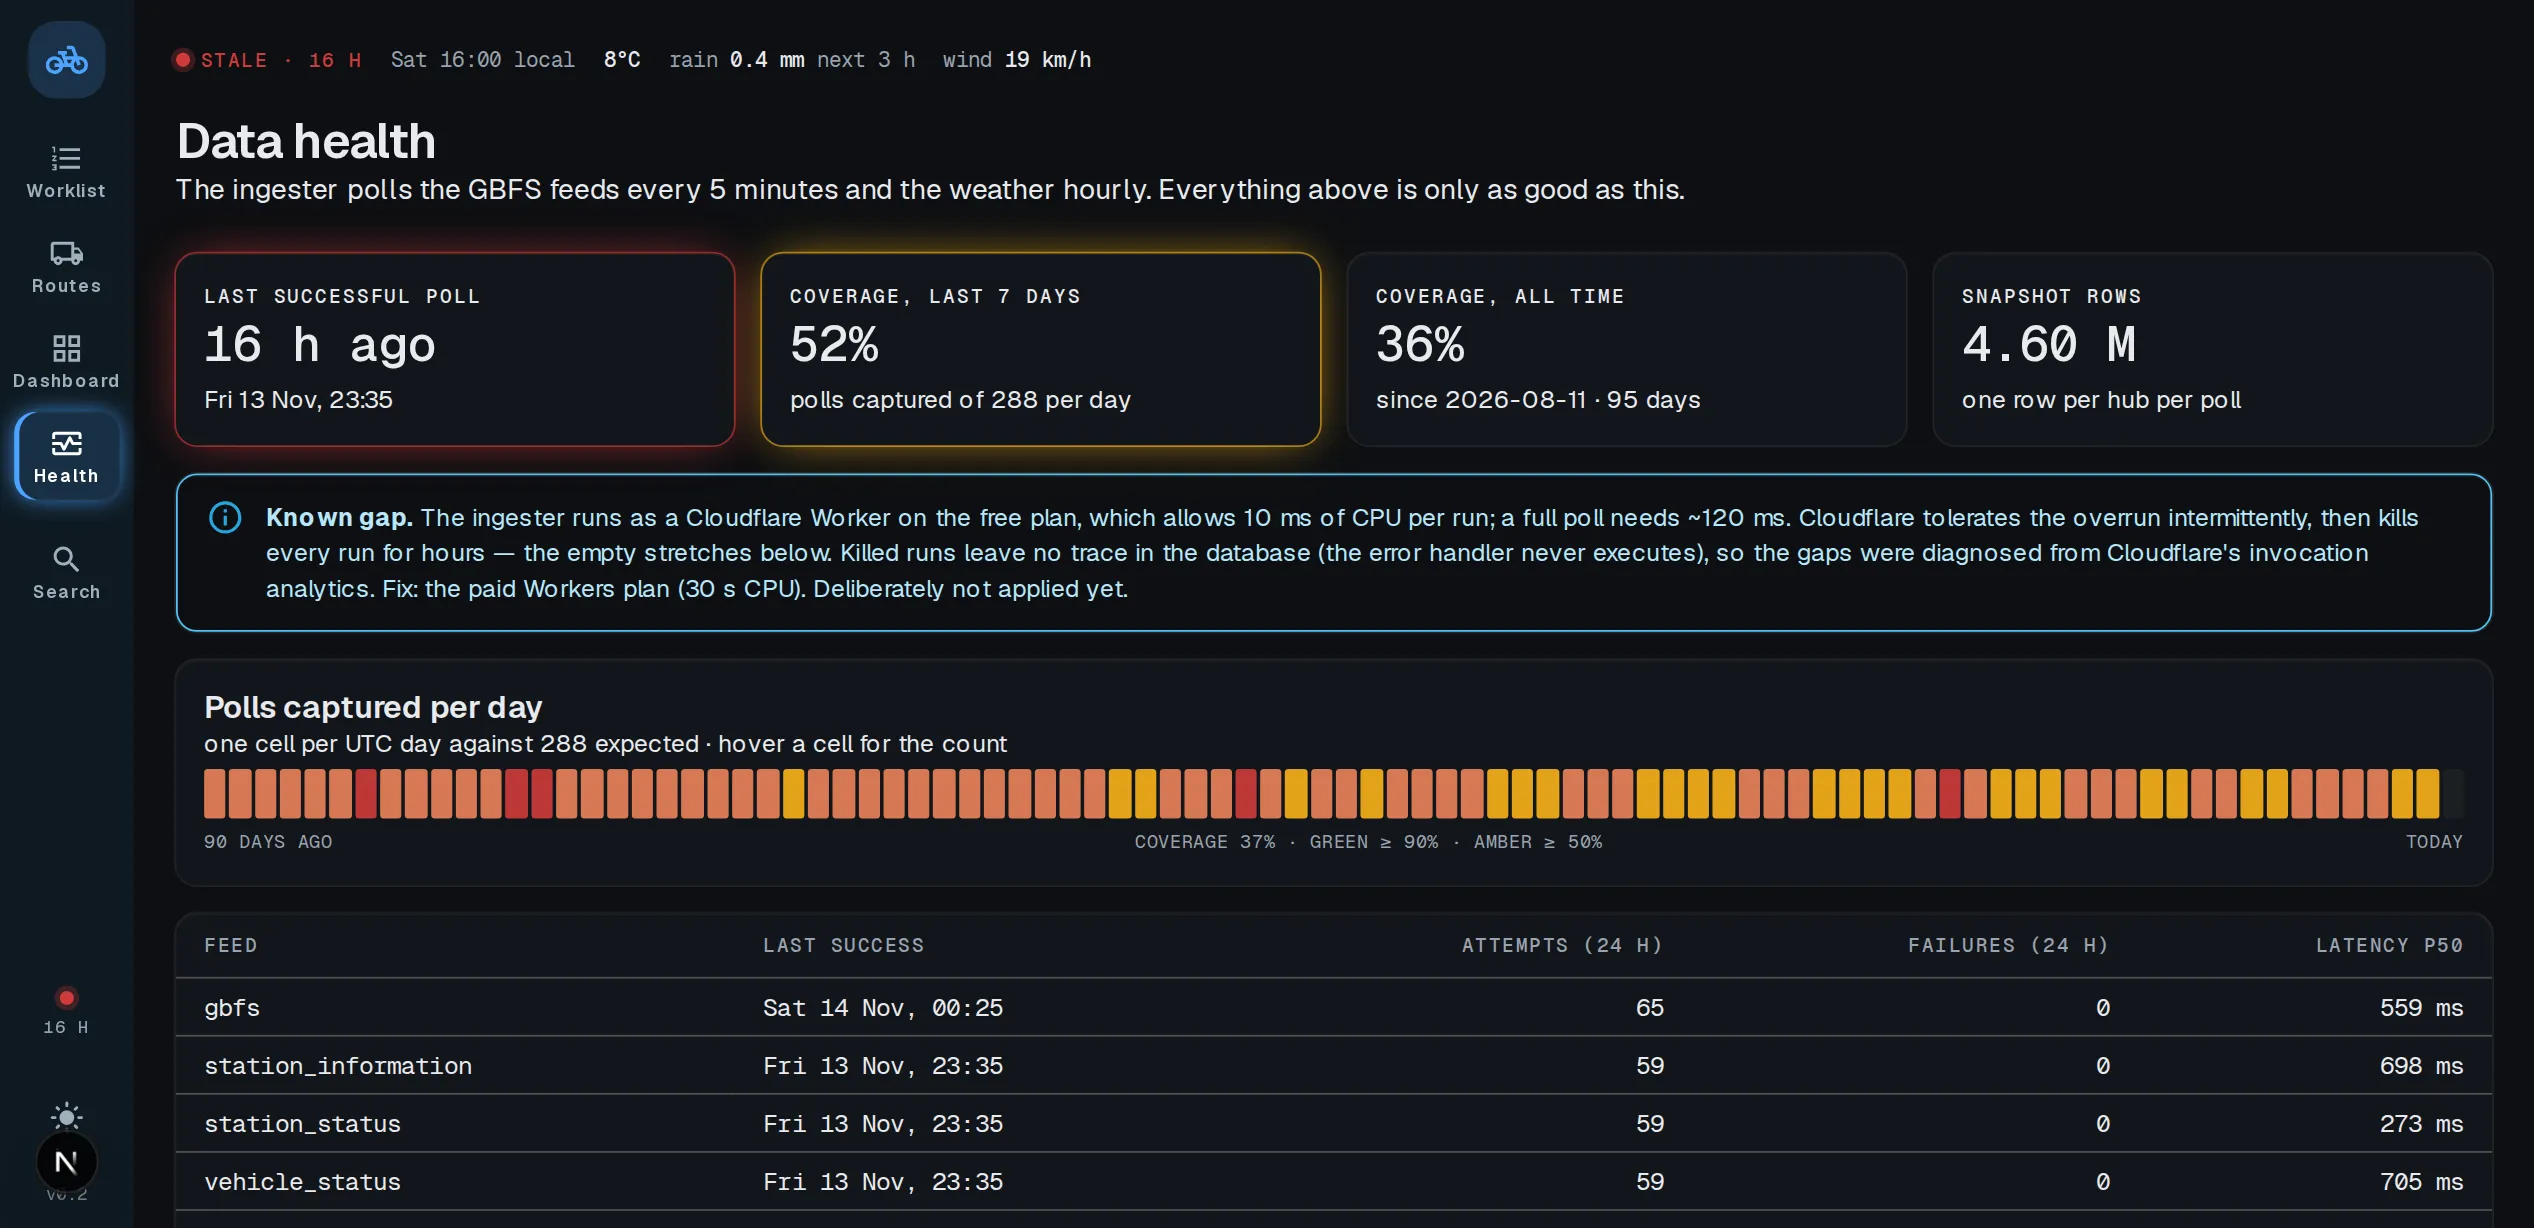 STALE · 16 H Sat 16:00 local 8°C rain 0.4 mm next 3 h wind 19 km/h
Worklist
Routes
Dashboard
Health
Search
16 H
N
v0.2
Data health
The ingester polls the GBFS feeds every 5 minutes and the weather hourly. Everything above is only as good as this.
LAST SUCCESSFUL POLL
16 h ago
Fri 13 Nov, 23:35
COVERAGE, LAST 7 DAYS
52%
polls captured of 288 per day
COVERAGE, ALL TIME
36%
since 2026-08-11 · 95 days
SNAPSHOT ROWS
4.60 M
one row per hub per poll
Known gap. The ingester runs as a Cloudflare Worker on the free plan, which allows 10 ms of CPU per run; a full poll needs ~120 ms. Cloudflare tolerates the overrun intermittently, then kills
every run for hours — the empty stretches below. Killed runs leave no trace in the database (the error handler never executes), so the gaps were diagnosed from Cloudflare's invocation
analytics. Fix: the paid Workers plan (30 s CPU). Deliberately not applied yet.
Polls captured per day
one cell per UTC day against 288 expected · hover a cell for the count
90 DAYS AGO COVERAGE 37% · GREEN ≥ 90% · AMBER ≥ 50% TODAY
FEED LAST SUCCESS ATTEMPTS (24 H) FAILURES (24 H) LATENCY P50
gbfs Sat 14 Nov, 00:25 65 0 559 ms
station_information Fri 13 Nov, 23:35 59 0 698 ms
station_status Fri 13 Nov, 23:35 59 0 273 ms
vehicle_status Fri 13 Nov, 23:35 59 0 705 ms